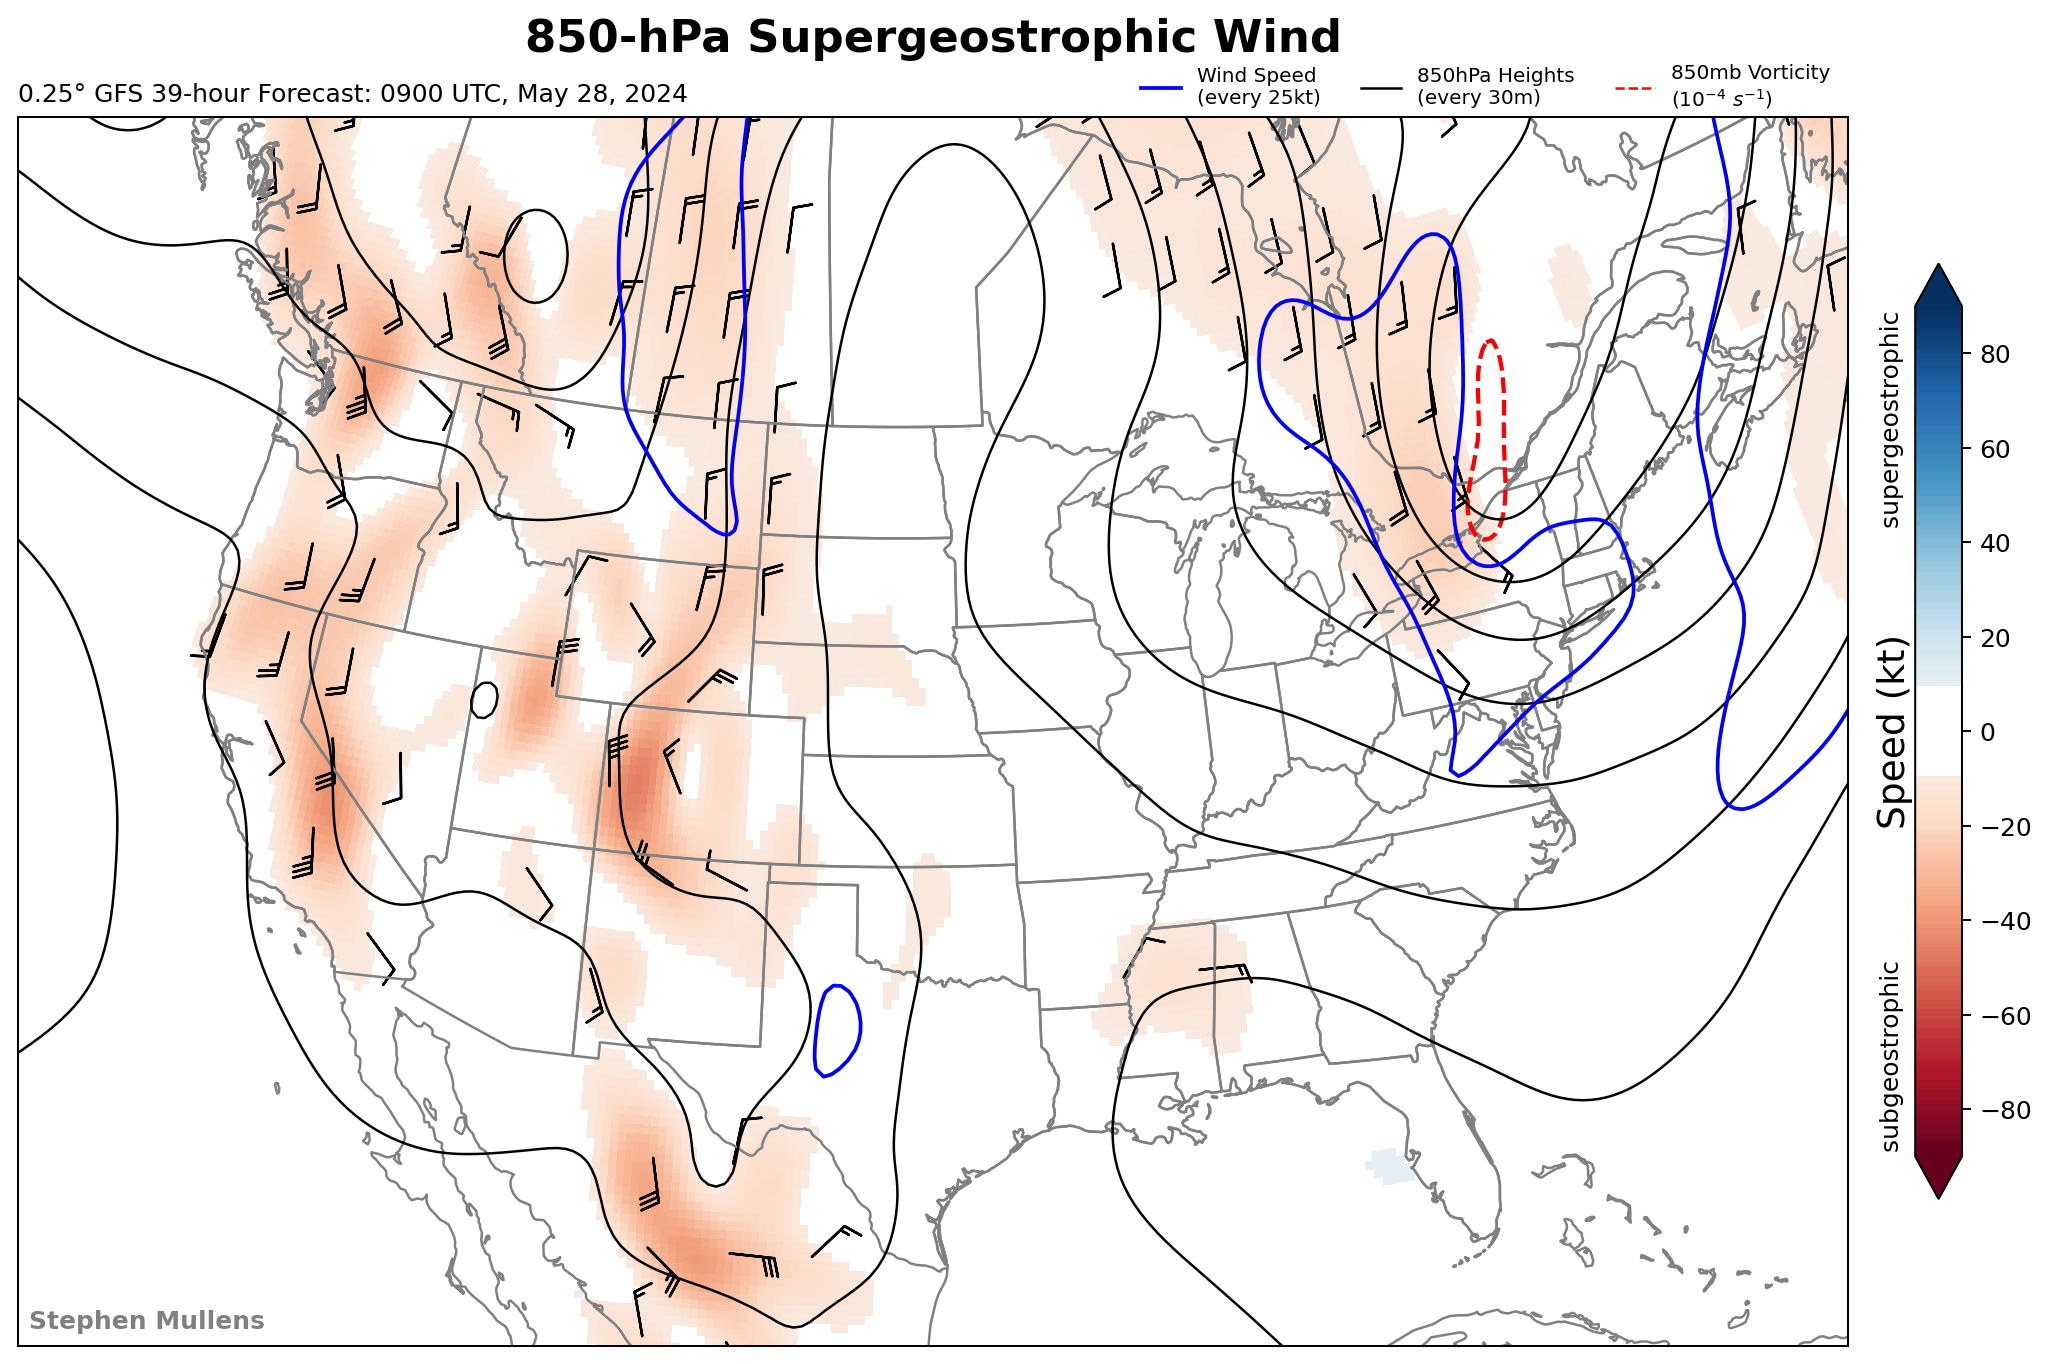 850-hPa Supergeostrophic Wind
0.25° GFS 39-hour Forecast: 0900 UTC, May 28, 2024
Wind Speed
(every 25kt)
850hPa Heights
(every 30m)
850mb Vorticity
(10⁻⁴ s⁻¹)
supergeostrophic
Speed (kt)
subgeostrophic
80
60
40
20
0
−20
−40
−60
−80
Stephen Mullens